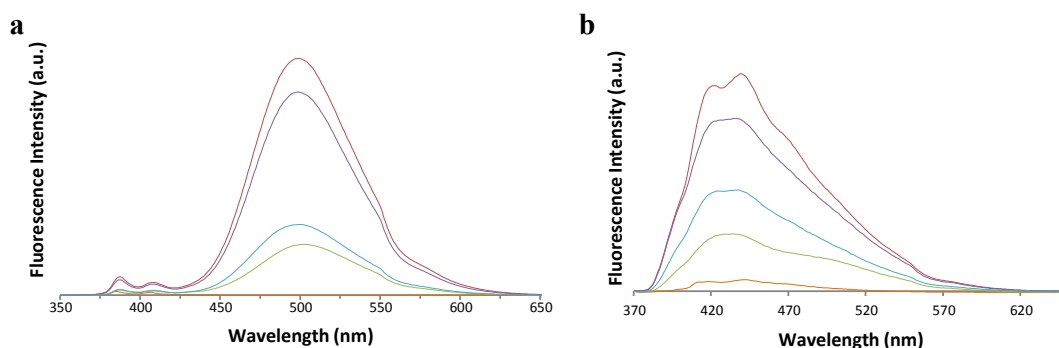 a
Fluorescence Intensity (a.u.)
350 400 450 500 550 600 650
Wavelength (nm)
b
Fluorescence Intensity (a.u.)
370 420 470 520 570 620
Wavelength (nm)